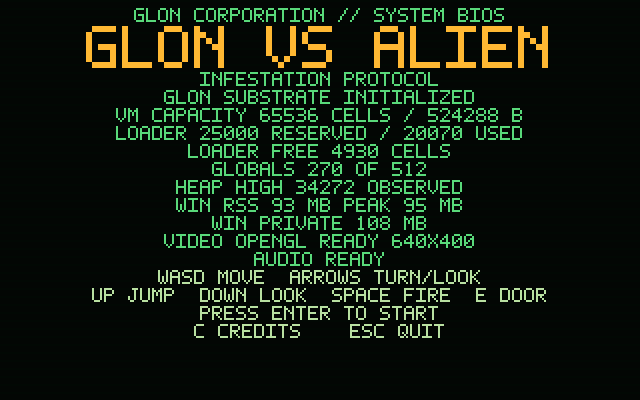 GLON CORPORATION // SYSTEM BIOS
GLON VS ALIEN
INFESTATION PROTOCOL
GLON SUBSTRATE INITIALIZED
VM CAPACITY 65536 CELLS / 524288 B
LOADER 25000 RESERVED / 20070 USED
LOADER FREE 4930 CELLS
GLOBALS 270 OF 512
HEAP HIGH 34272 OBSERVED
WIN RSS 93 MB PEAK 95 MB
WIN PRIVATE 108 MB
VIDEO OPENGL READY 640X400
AUDIO READY
WASD MOVE  ARROWS TURN/LOOK
UP JUMP  DOWN LOOK  SPACE FIRE  E DOOR
PRESS ENTER TO START
C CREDITS    ESC QUIT